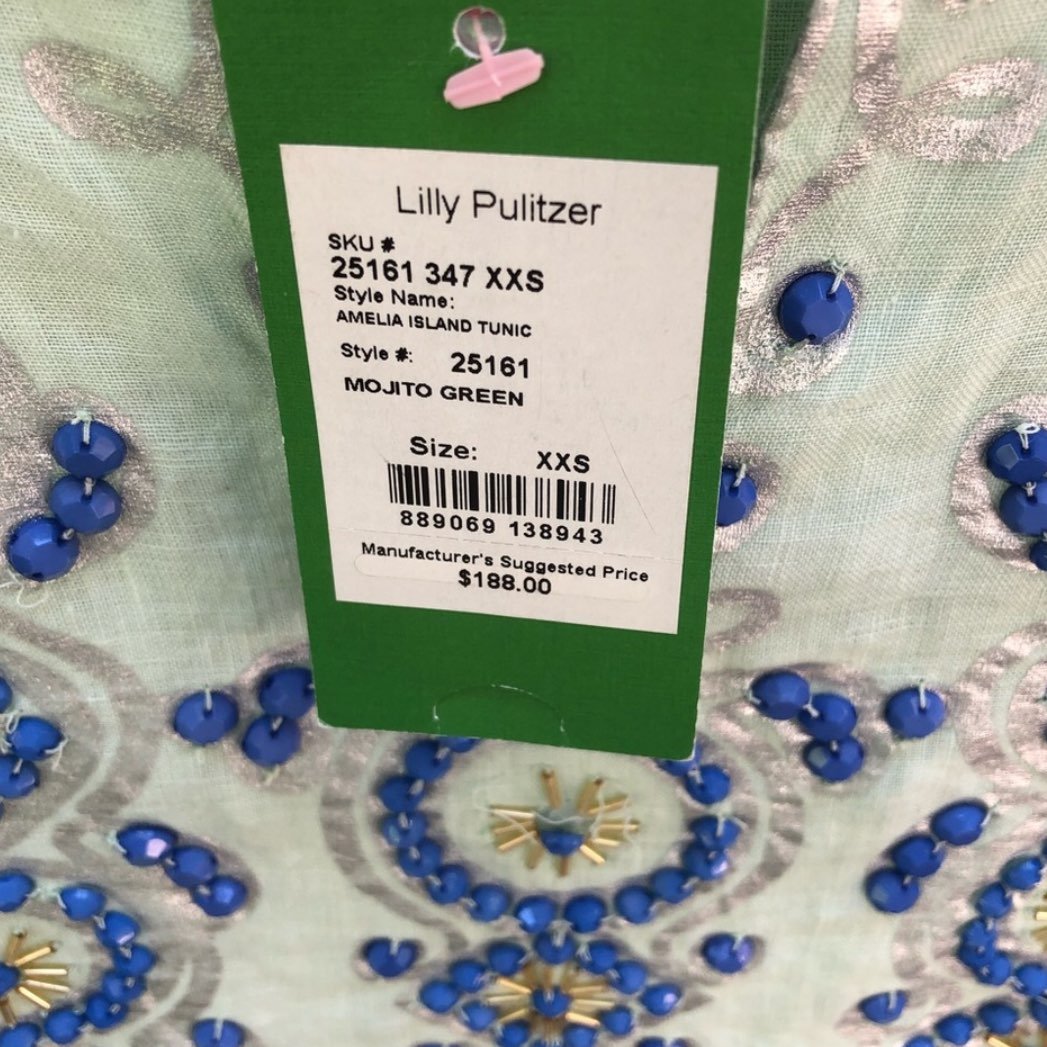 Lilly Pulitzer
SKU #
25161 347 XXS
Style Name:
AMELIA ISLAND TUNIC
Style #: 25161
MOJITO GREEN
Size: XXS
889069 138943
Manufacturer's Suggested Price
$188.00